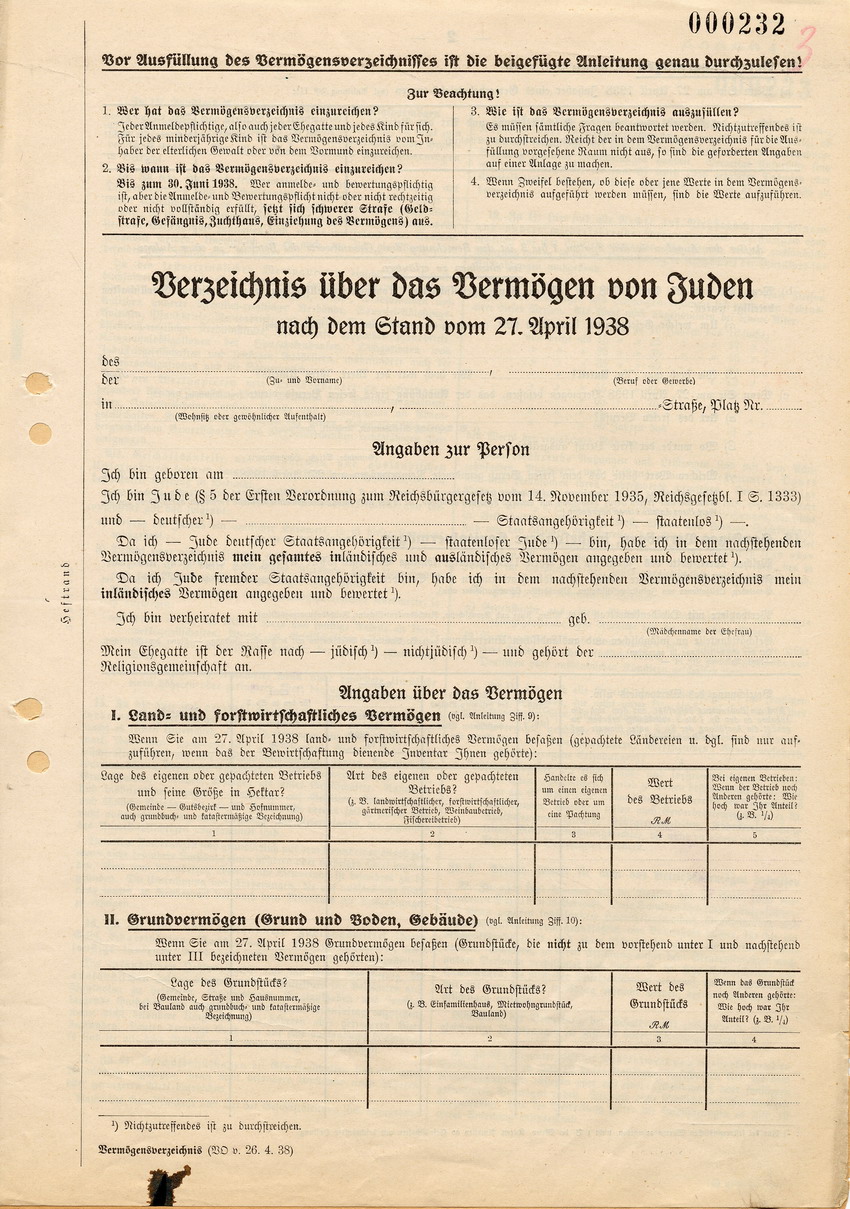 000232
3
Vor Ausfüllung des Vermögensverzeichnisses ist die beigefügte Anleitung genau durchzulesen!
Zur Beachtung!
1. Wer hat das Vermögensverzeichnis einzureichen?
Jeder Anmeldepflichtige, also auch jeder Ehegatte und jedes Kind für sich.
Für jedes minderjährige Kind ist das Vermögensverzeichnis vom In-
haber der elterlichen Gewalt oder von dem Vormund einzureichen.
2. Bis wann ist das Vermögensverzeichnis einzureichen?
Bis zum 30. Juni 1938. Wer anmelde- und bewertungspflichtig
ist, aber die Anmelde- und Bewertungspflicht nicht oder nicht rechtzeitig
oder nicht vollständig erfüllt, setzt sich schwerer Strafe (Geld-
strafe, Gefängnis, Zuchthaus, Einziehung des Vermögens) aus.
3. Wie ist das Vermögensverzeichnis auszufüllen?
Es müssen sämtliche Fragen beantwortet werden. Nichtzutreffendes ist
zu durchstreichen. Reicht der in dem Vermögensverzeichnis für die Aus-
füllung vorgesehene Raum nicht aus, so sind die geforderten Angaben
auf einer Anlage zu machen.
4. Wenn Zweifel bestehen, ob diese oder jene Werte in dem Vermögens-
verzeichnis aufgeführt werden müssen, sind die Werte aufzuführen.
Verzeichnis über das Vermögen von Juden
nach dem Stand vom 27. April 1938
des
der
(Zu- und Vorname)
(Beruf oder Gewerbe)
in , -Straße, Platz Nr.
(Wohnsitz oder gewöhnlicher Aufenthalt)
Angaben zur Person
Ich bin geboren am
Ich bin Jude (§ 5 der Ersten Verordnung zum Reichsbürgergesetz vom 14. November 1935, Reichsgesetzbl. I S. 1333)
und — deutscher¹) — — Staatsangehörigkeit¹) — staatenlos¹) —.
Da ich — Jude deutscher Staatsangehörigkeit¹) — staatenloser Jude¹) — bin, habe ich in dem nachstehenden
Vermögensverzeichnis mein gesamtes inländisches und ausländisches Vermögen angegeben und bewertet¹).
Da ich Jude fremder Staatsangehörigkeit bin, habe ich in dem nachstehenden Vermögensverzeichnis mein
inländisches Vermögen angegeben und bewertet¹).
Ich bin verheiratet mit geb.
(Mädchenname der Ehefrau)
Mein Ehegatte ist der Rasse nach — jüdisch¹) — nichtjüdisch¹) — und gehört der
Religionsgemeinschaft an.
Heftrand
Angaben über das Vermögen
I. Land- und forstwirtschaftliches Vermögen (vgl. Anleitung Ziff. 9):
Wenn Sie am 27. April 1938 land- und forstwirtschaftliches Vermögen besaßen (gepachtete Ländereien u. dgl. sind nur auf-
zuführen, wenn das der Bewirtschaftung dienende Inventar Ihnen gehörte):
Lage des eigenen oder gepachteten Betriebs
und seine Größe in Hektar?
(Gemeinde — Gutsbezirk — und Hofnummer,
auch grundbuch- und katastermäßige Bezeichnung)
Art des eigenen oder gepachteten
Betriebs?
(z. B. landwirtschaftlicher, forstwirtschaftlicher,
gärtnerischer Betrieb, Weinbaubetrieb,
Fischereibetrieb)
Handelte es sich
um einen eigenen
Betrieb oder um
eine Pachtung
Wert
des Betriebs
RM
Bei eigenen Betrieben:
Wenn der Betrieb noch
Anderen gehörte: Wie
hoch war Ihr Anteil?
(z. B. ¹/₄)
1 2 3 4 5
II. Grundvermögen (Grund und Boden, Gebäude) (vgl. Anleitung Ziff. 10):
Wenn Sie am 27. April 1938 Grundvermögen besaßen (Grundstücke, die nicht zu dem vorstehend unter I und nachstehend
unter III bezeichneten Vermögen gehörten):
Lage des Grundstücks?
(Gemeinde, Straße und Hausnummer,
bei Bauland auch grundbuch- und katastermäßige
Bezeichnung)
Art des Grundstücks?
(z. B. Einfamilienhaus, Mietwohngrundstück,
Bauland)
Wert des
Grundstücks
RM
Wenn das Grundstück
noch Anderen gehörte:
Wie hoch war Ihr
Anteil? (z. B. ¹/₄)
1 2 3 4
¹) Nichtzutreffendes ist zu durchstreichen.
Vermögensverzeichnis (VO v. 26. 4. 38)